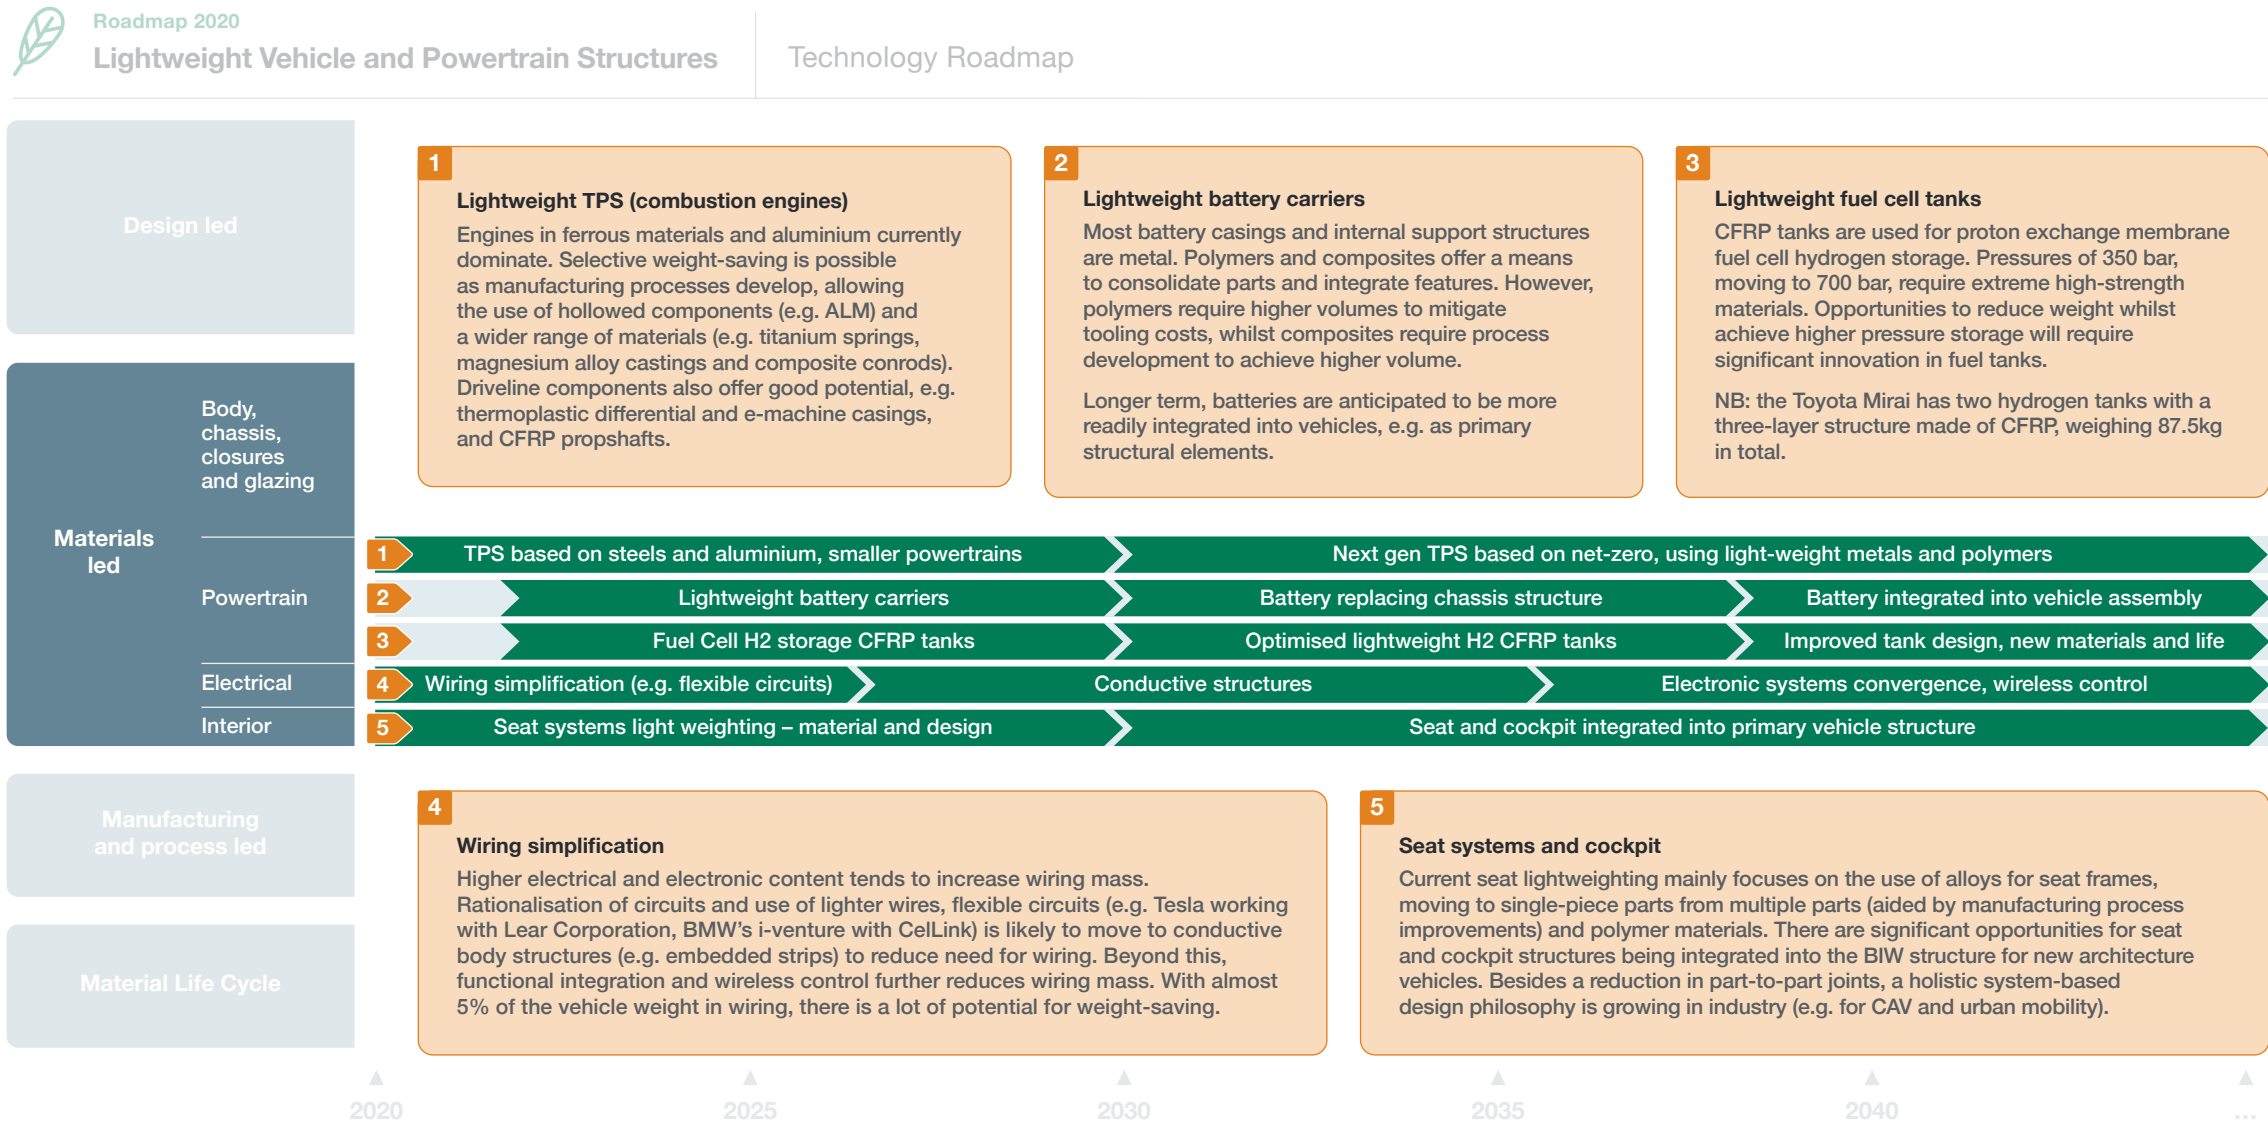 Roadmap 2020
Lightweight Vehicle and Powertrain Structures
Technology Roadmap
Design led
1
Lightweight TPS (combustion engines)
Engines in ferrous materials and aluminium currently
dominate. Selective weight-saving is possible
as manufacturing processes develop, allowing
the use of hollowed components (e.g. ALM) and
a wider range of materials (e.g. titanium springs,
magnesium alloy castings and composite conrods).
Driveline components also offer good potential, e.g.
thermoplastic differential and e-machine casings,
and CFRP propshafts.
2
Lightweight battery carriers
Most battery casings and internal support structures
are metal. Polymers and composites offer a means
to consolidate parts and integrate features. However,
polymers require higher volumes to mitigate
tooling costs, whilst composites require process
development to achieve higher volume.
Longer term, batteries are anticipated to be more
readily integrated into vehicles, e.g. as primary
structural elements.
3
Lightweight fuel cell tanks
CFRP tanks are used for proton exchange membrane
fuel cell hydrogen storage. Pressures of 350 bar,
moving to 700 bar, require extreme high-strength
materials. Opportunities to reduce weight whilst
achieve higher pressure storage will require
significant innovation in fuel tanks.
NB: the Toyota Mirai has two hydrogen tanks with a
three-layer structure made of CFRP, weighing 87.5kg
in total.
Materials
led
Body,
chassis,
closures
and glazing
Powertrain
Electrical
Interior
1 TPS based on steels and aluminium, smaller powertrains Next gen TPS based on net-zero, using light-weight metals and polymers
2 Lightweight battery carriers Battery replacing chassis structure Battery integrated into vehicle assembly
3 Fuel Cell H2 storage CFRP tanks Optimised lightweight H2 CFRP tanks Improved tank design, new materials and life
4 Wiring simplification (e.g. flexible circuits) Conductive structures Electronic systems convergence, wireless control
5 Seat systems light weighting – material and design Seat and cockpit integrated into primary vehicle structure
Manufacturing
and process led
Material Life Cycle
4
Wiring simplification
Higher electrical and electronic content tends to increase wiring mass.
Rationalisation of circuits and use of lighter wires, flexible circuits (e.g. Tesla working
with Lear Corporation, BMW's i-venture with CelLink) is likely to move to conductive
body structures (e.g. embedded strips) to reduce need for wiring. Beyond this,
functional integration and wireless control further reduces wiring mass. With almost
5% of the vehicle weight in wiring, there is a lot of potential for weight-saving.
5
Seat systems and cockpit
Current seat lightweighting mainly focuses on the use of alloys for seat frames,
moving to single-piece parts from multiple parts (aided by manufacturing process
improvements) and polymer materials. There are significant opportunities for seat
and cockpit structures being integrated into the BIW structure for new architecture
vehicles. Besides a reduction in part-to-part joints, a holistic system-based
design philosophy is growing in industry (e.g. for CAV and urban mobility).
2020 2025 2030 2035 2040 ...